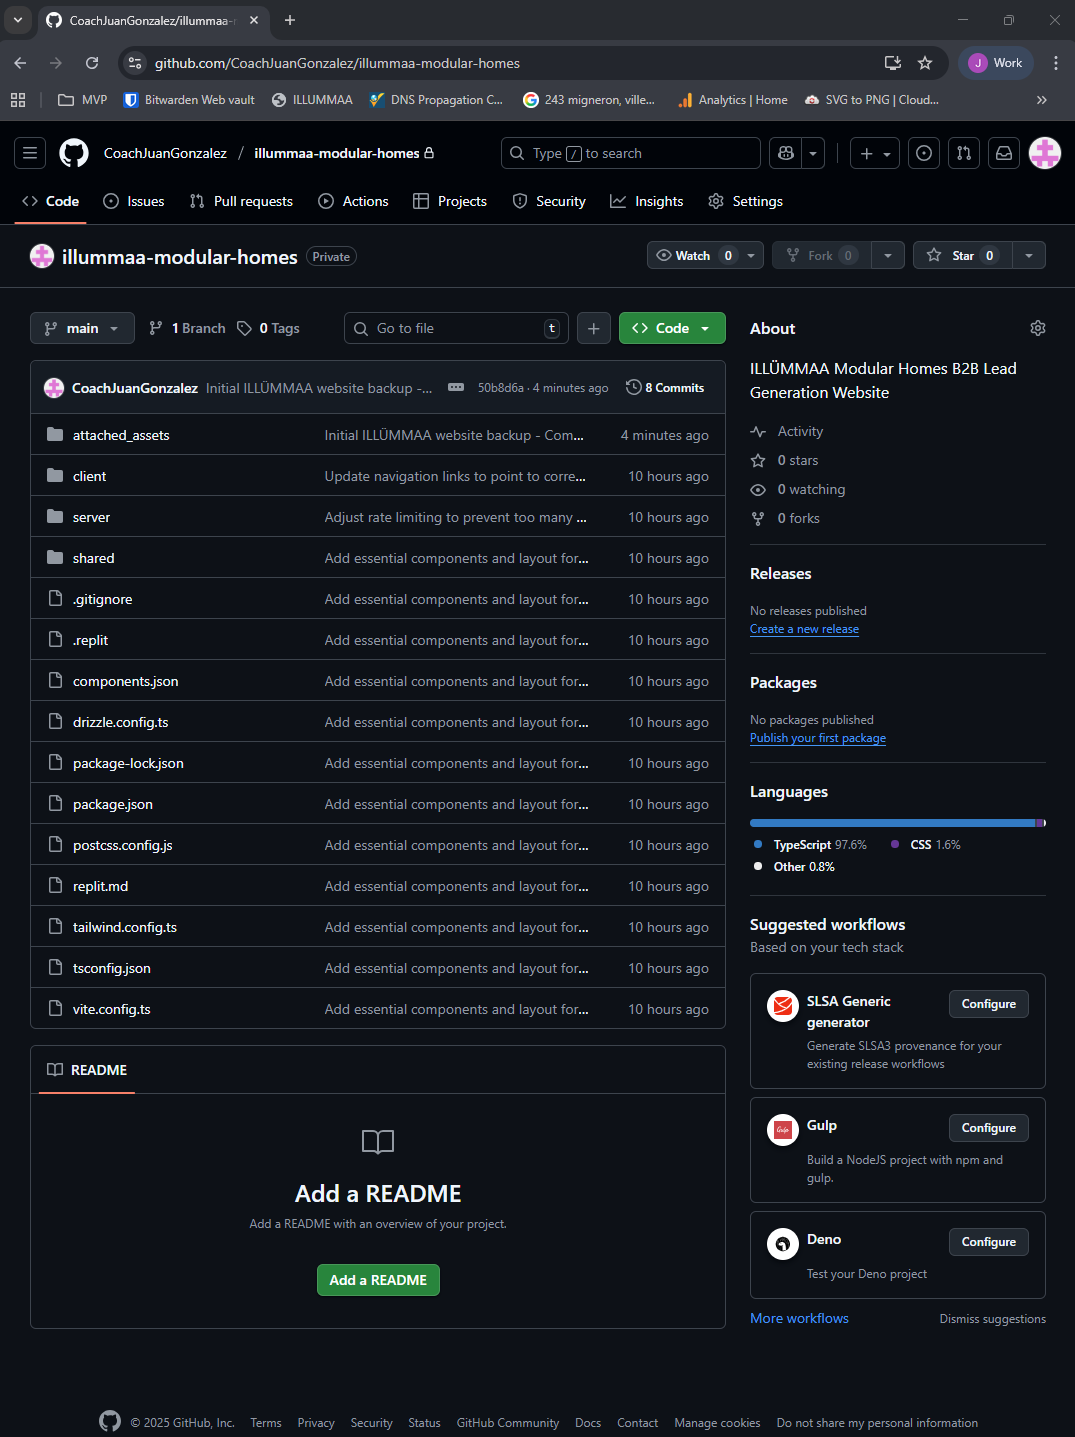 CoachJuanGonzalez/illummaa-r
github.com/CoachJuanGonzalez/illummaa-modular-homes
J Work
MVP
Bitwarden Web vault
ILLUMMAA
DNS Propagation C...
243 migneron, ville...
Analytics | Home
SVG to PNG | Cloud...
CoachJuanGonzalez / illummaa-modular-homes
Type / to search
Code
Issues
Pull requests
Actions
Projects
Security
Insights
Settings
illummaa-modular-homes Private
Watch 0
Fork 0
Star 0
main
1 Branch
0 Tags
Go to file t
Code
CoachJuanGonzalez Initial ILLÜMMAA website backup -... 50b8d6a · 4 minutes ago 8 Commits
attached_assets Initial ILLÜMMAA website backup - Com... 4 minutes ago
client Update navigation links to point to corre... 10 hours ago
server Adjust rate limiting to prevent too many ... 10 hours ago
shared Add essential components and layout for... 10 hours ago
.gitignore Add essential components and layout for... 10 hours ago
.replit Add essential components and layout for... 10 hours ago
components.json Add essential components and layout for... 10 hours ago
drizzle.config.ts Add essential components and layout for... 10 hours ago
package-lock.json Add essential components and layout for... 10 hours ago
package.json Add essential components and layout for... 10 hours ago
postcss.config.js Add essential components and layout for... 10 hours ago
replit.md Add essential components and layout for... 10 hours ago
tailwind.config.ts Add essential components and layout for... 10 hours ago
tsconfig.json Add essential components and layout for... 10 hours ago
vite.config.ts Add essential components and layout for... 10 hours ago
README
Add a README
Add a README with an overview of your project.
Add a README
About
ILLÜMMAA Modular Homes B2B Lead
Generation Website
Activity
0 stars
0 watching
0 forks
Releases
No releases published
Create a new release
Packages
No packages published
Publish your first package
Languages
TypeScript 97.6% CSS 1.6%
Other 0.8%
Suggested workflows
Based on your tech stack
SLSA Generic
generator
Configure
Generate SLSA3 provenance for your
existing release workflows
Gulp
Gulp
Configure
Build a NodeJS project with npm and
gulp.
Deno
Configure
Test your Deno project
More workflows
Dismiss suggestions
© 2025 GitHub, Inc. Terms Privacy Security Status GitHub Community Docs Contact Manage cookies Do not share my personal information